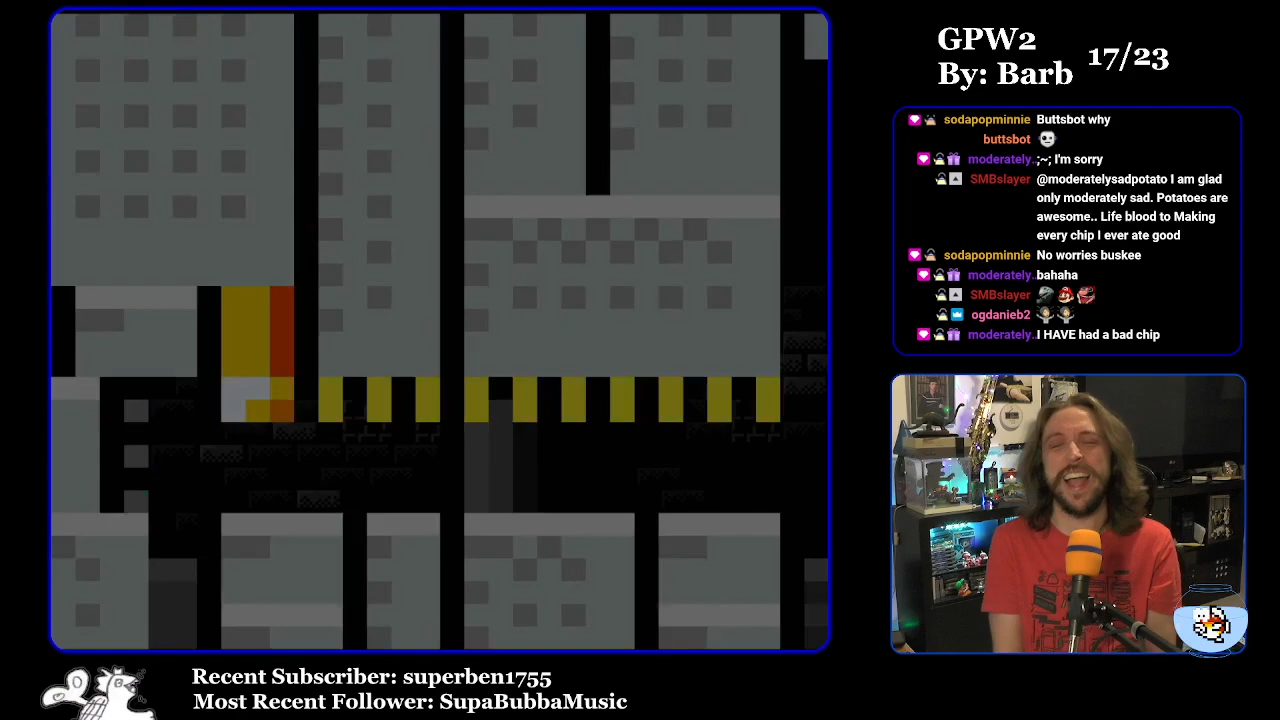 GPW2
By: Barb
17/23
sodapopminnie Buttsbot why
buttsbot
moderately.. ;~; I'm sorry
SMBslayer @moderatelysadpotato I am glad
only moderately sad. Potatoes are
awesome.. Life blood to Making
every chip I ever ate good
sodapopminnie No worries buskee
moderately.. bahaha
SMBslayer
ogdanieb2
moderately.. I HAVE had a bad chip
Recent Subscriber: superben1755
Most Recent Follower: SupaBubbaMusic